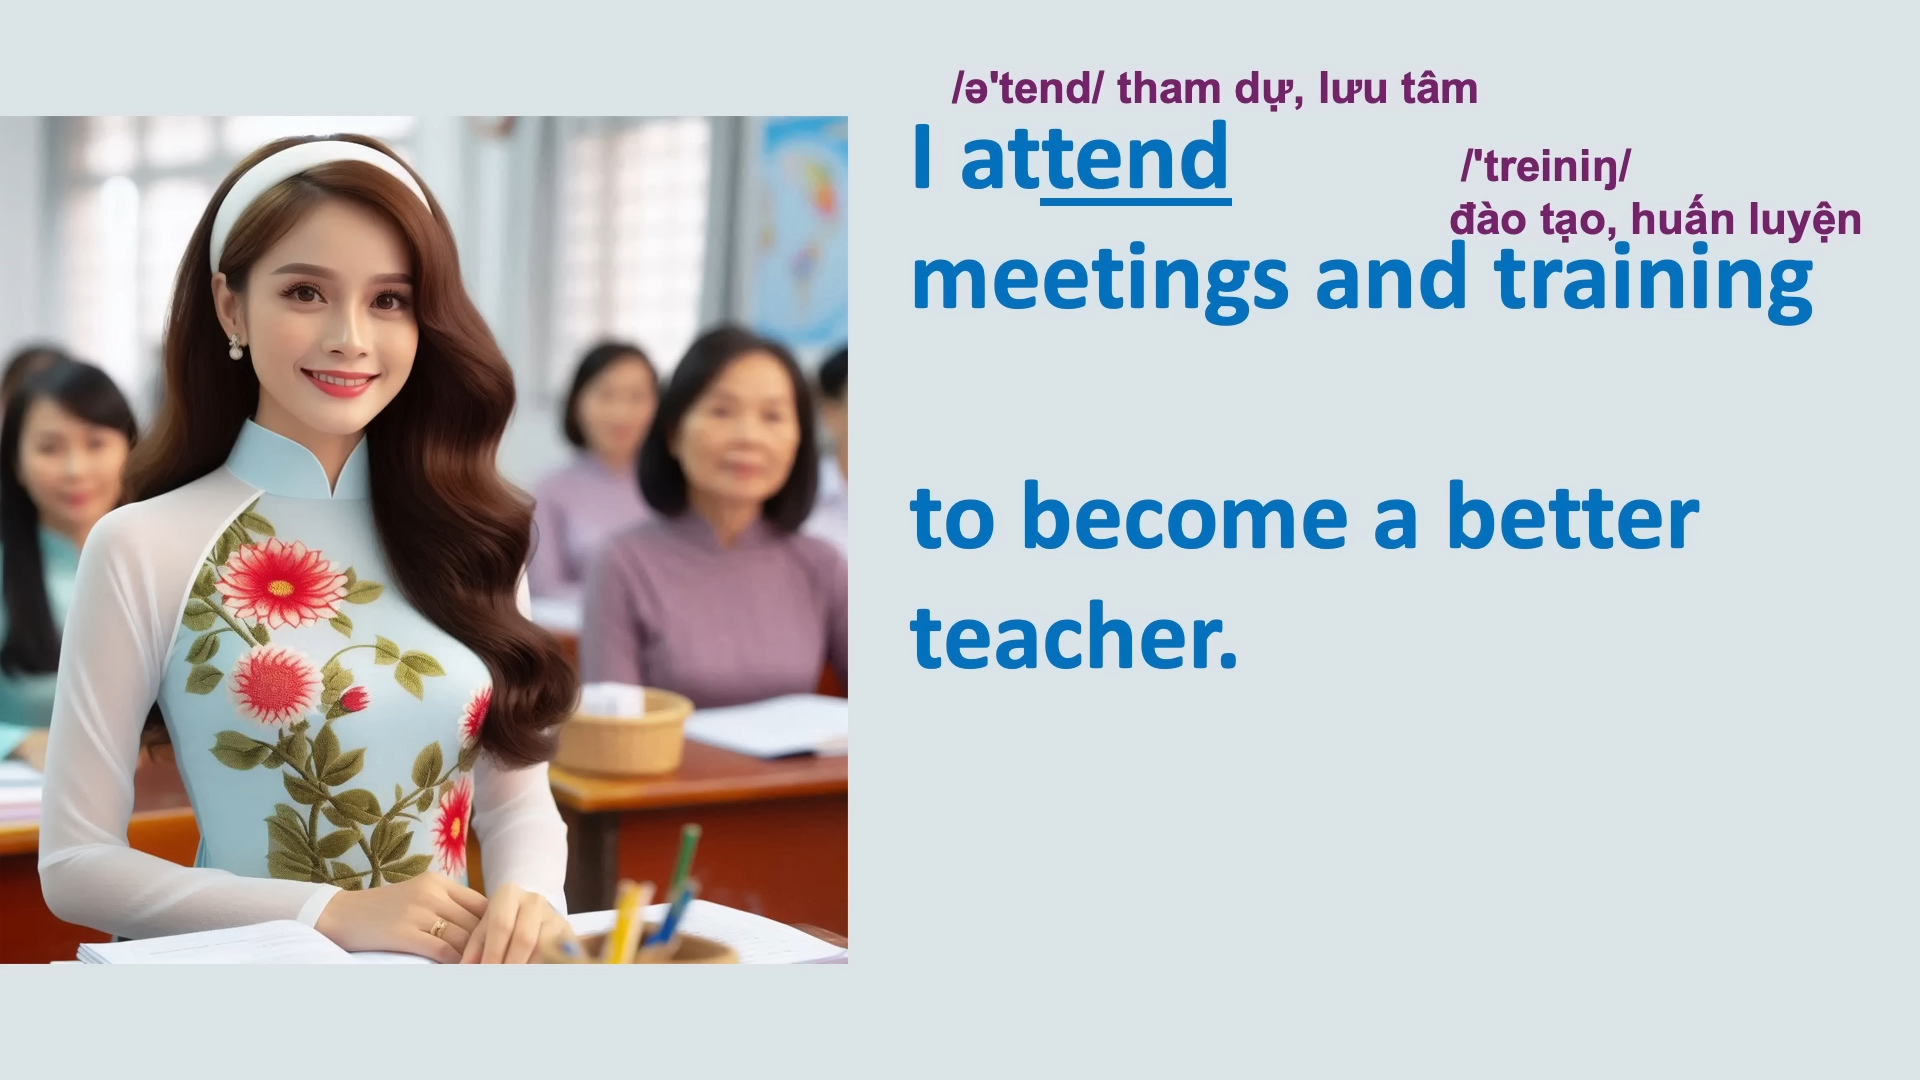 /ə'tend/ tham dự, lưu tâm
I attend
/'treiniŋ/
đào tạo, huấn luyện
meetings and training
to become a better
teacher.